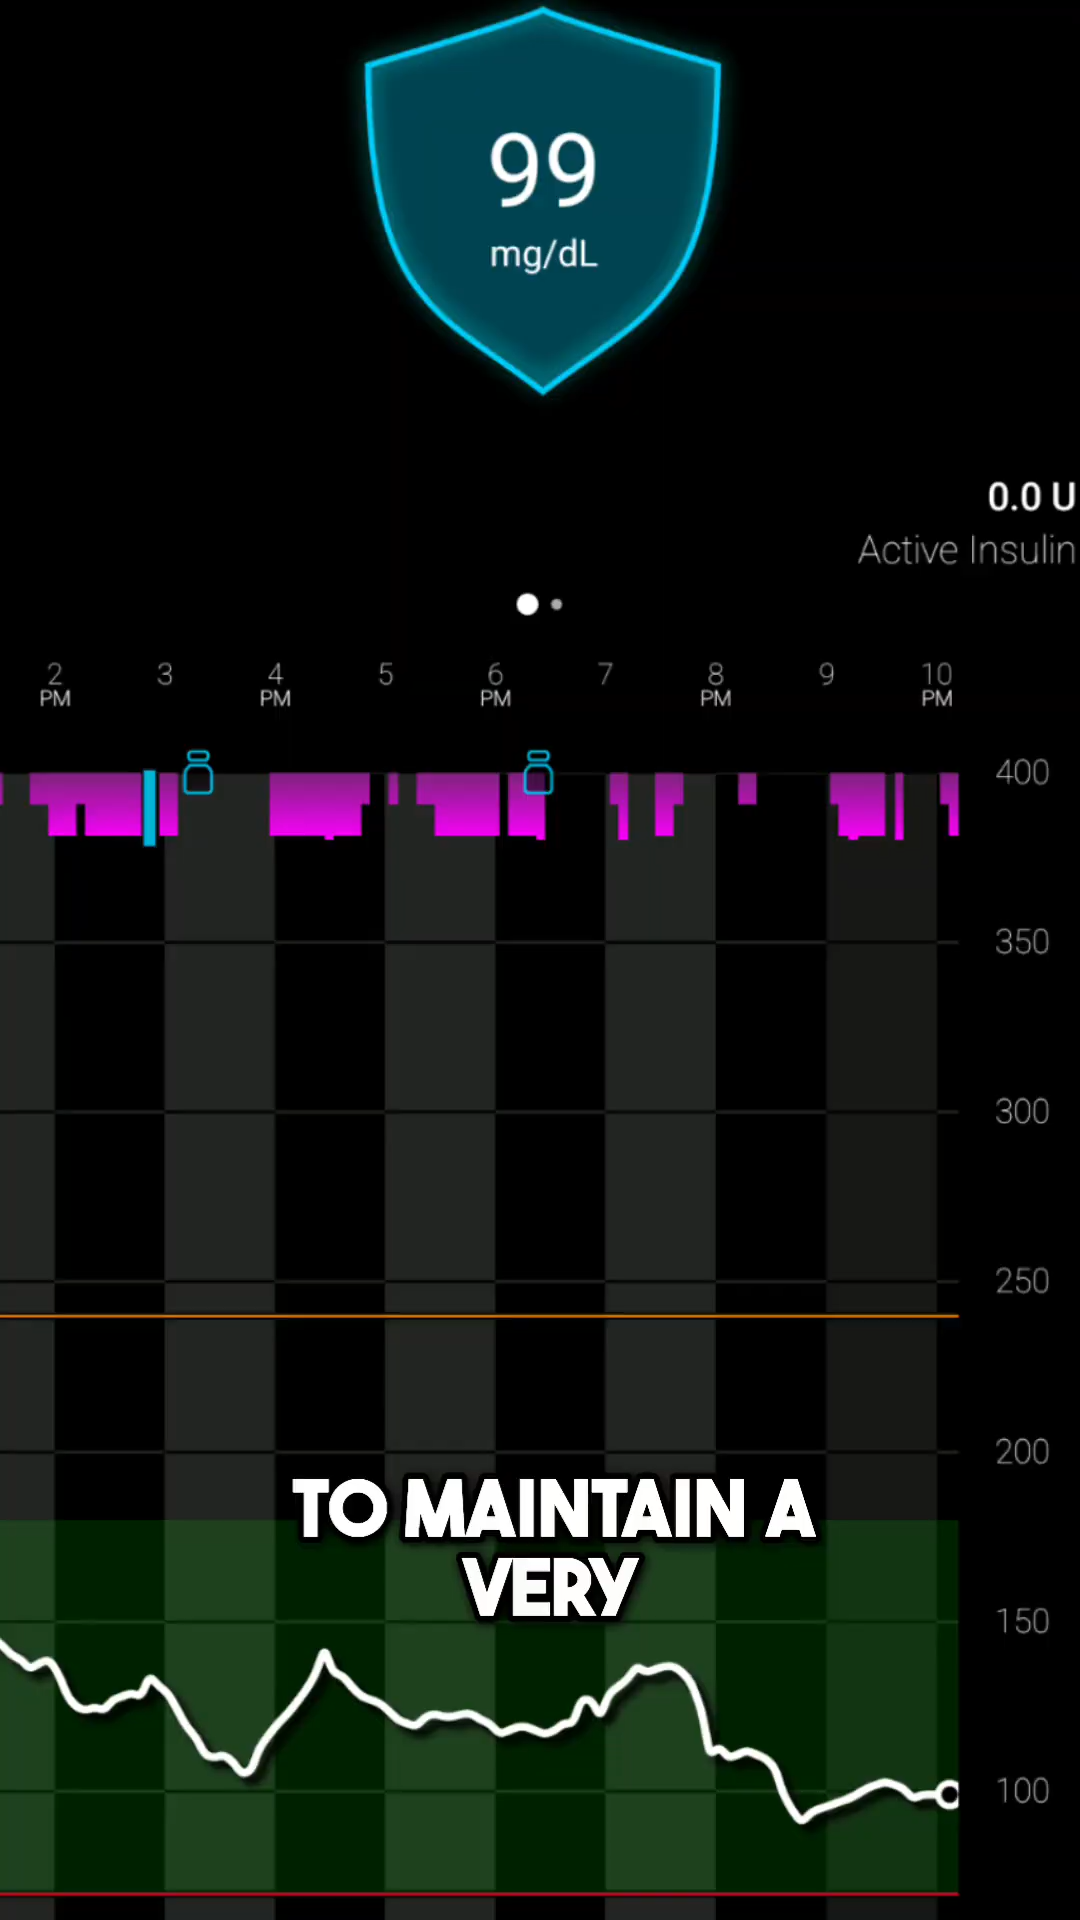 99
mg/dL
0.0 U
Active Insulin
2 3 4 5 6 7 8 9 10
PM PM PM PM PM
400
350
300
250
200
TO MAINTAIN A
VERY
150
100